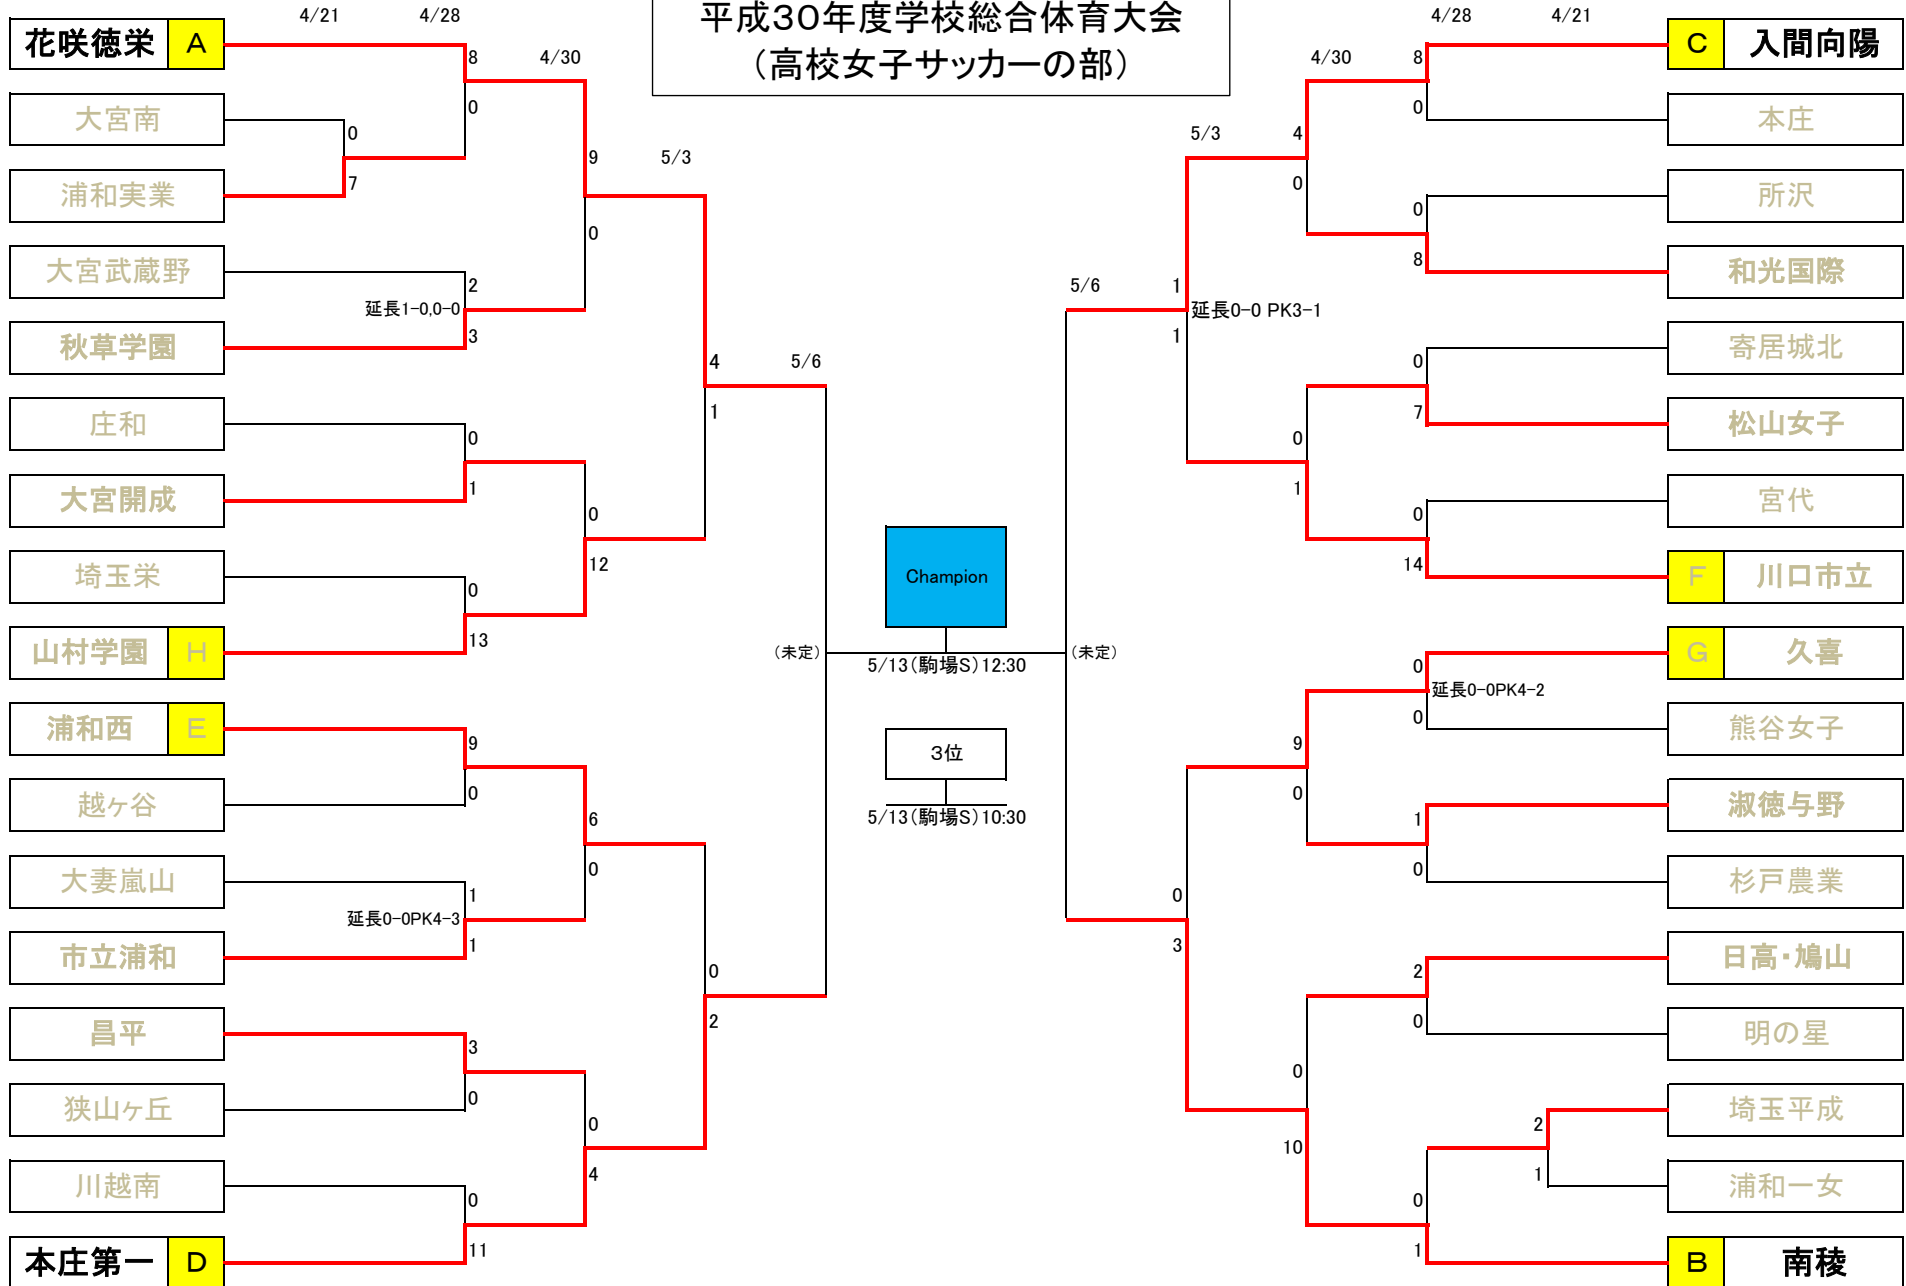 平成30年度学校総合体育大会
（高校女子サッカーの部）
4/21 4/28
4/30
5/3
5/6
花咲徳栄 A
8
0
大宮南
0
7
浦和実業
9
0
大宮武蔵野
2
延長1-0,0-0
3
秋草学園
4
1
庄和
0
1
大宮開成
0
12
埼玉栄
0
13
山村学園 H
（未定）
浦和西 E
9
0
越ヶ谷
6
0
大妻嵐山
1
延長0-0PK4-3
1
市立浦和
0
2
昌平
3
0
狭山ヶ丘
0
4
川越南
0
11
本庄第一 D
Champion
5/13（駒場S）12:30
3位
5/13（駒場S）10:30
4/28 4/21
4/30
5/3
5/6
C 入間向陽
8
0
本庄
4
0
所沢
0
8
和光国際
1
延長0-0 PK3-1
1
寄居城北
0
7
松山女子
0
1
宮代
0
14
F 川口市立
（未定）
G 久喜
0
延長0-0PK4-2
0
熊谷女子
9
0
淑徳与野
1
0
杉戸農業
0
3
日高・鳩山
2
0
明の星
0
10
埼玉平成
2
1
浦和一女
0
1
B 南稜